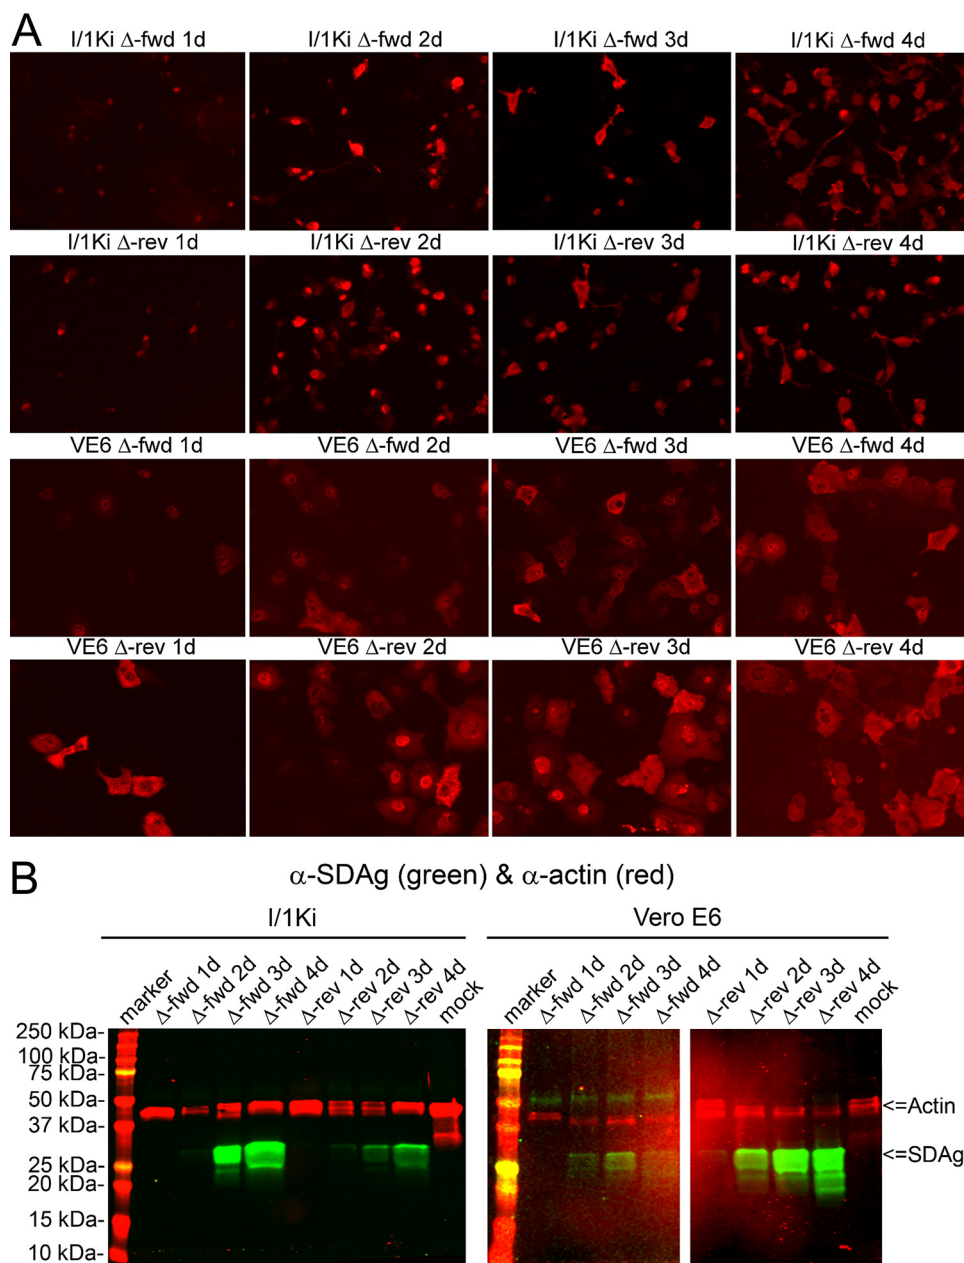 A
I/1Ki Δ-fwd 1d I/1Ki Δ-fwd 2d I/1Ki Δ-fwd 3d I/1Ki Δ-fwd 4d
I/1Ki Δ-rev 1d I/1Ki Δ-rev 2d I/1Ki Δ-rev 3d I/1Ki Δ-rev 4d
VE6 Δ-fwd 1d VE6 Δ-fwd 2d VE6 Δ-fwd 3d VE6 Δ-fwd 4d
VE6 Δ-rev 1d VE6 Δ-rev 2d VE6 Δ-rev 3d VE6 Δ-rev 4d
B
α-SDAg (green) & α-actin (red)
I/1Ki Vero E6
marker Δ-fwd 1d Δ-fwd 2d Δ-fwd 3d Δ-fwd 4d Δ-rev 1d Δ-rev 2d Δ-rev 3d Δ-rev 4d mock marker Δ-fwd 1d Δ-fwd 2d Δ-fwd 3d Δ-fwd 4d Δ-rev 1d Δ-rev 2d Δ-rev 3d Δ-rev 4d mock
250 kDa-
100 kDa-
75 kDa-
50 kDa-
<=Actin
37 kDa-
25 kDa-
<=SDAg
20 kDa-
15 kDa-
10 kDa-